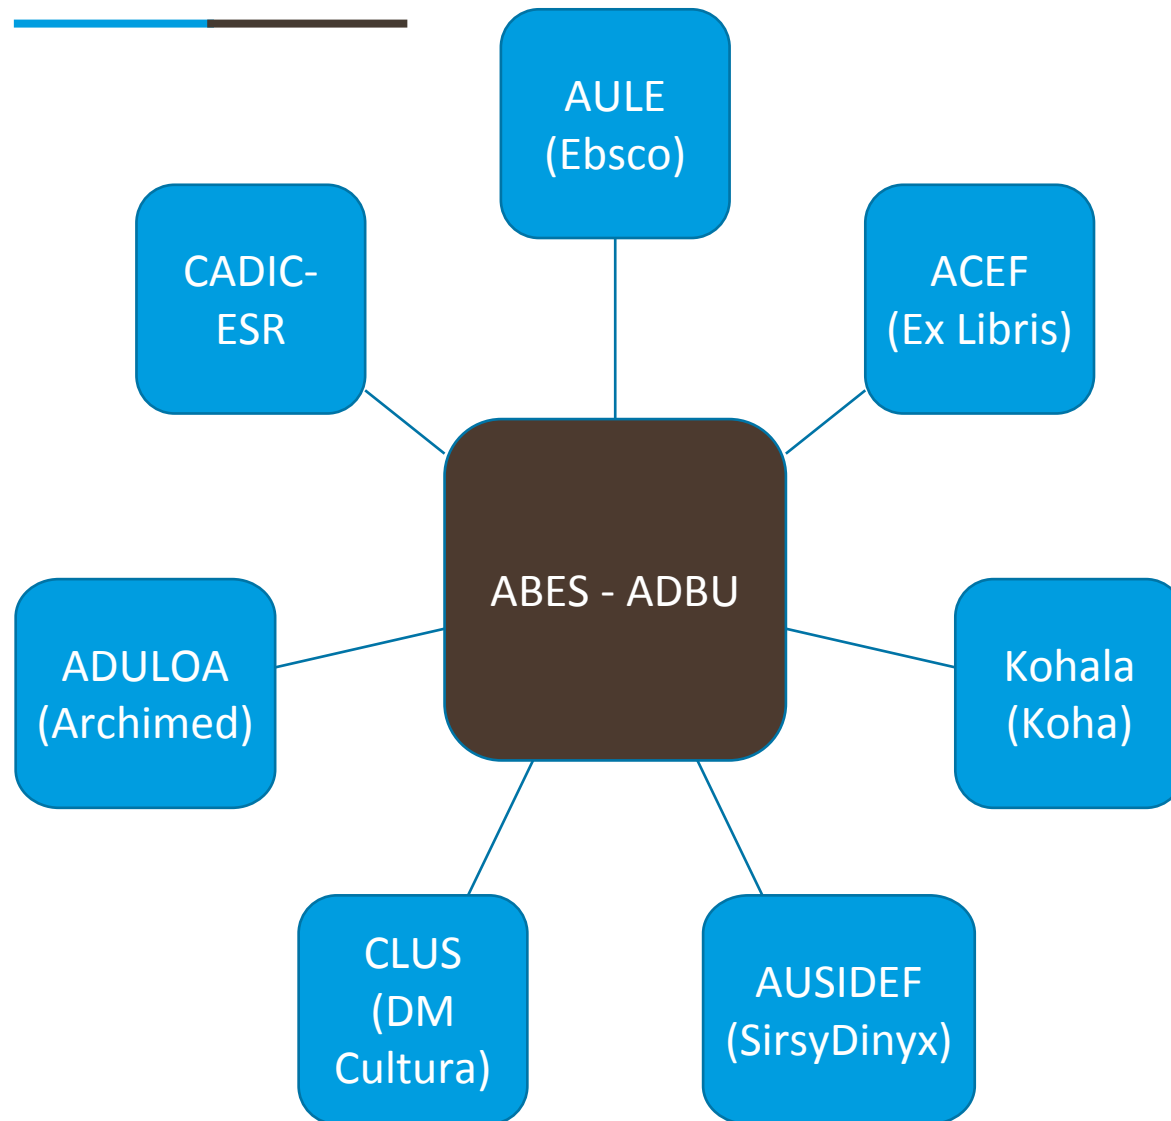 AULE
(Ebsco)
CADIC-
ESR
ACEF
(Ex Libris)
ABES - ADBU
ADULOA
(Archimed)
Kohala
(Koha)
CLUS
(DM
Cultura)
AUSIDEF
(SirsyDinyx)